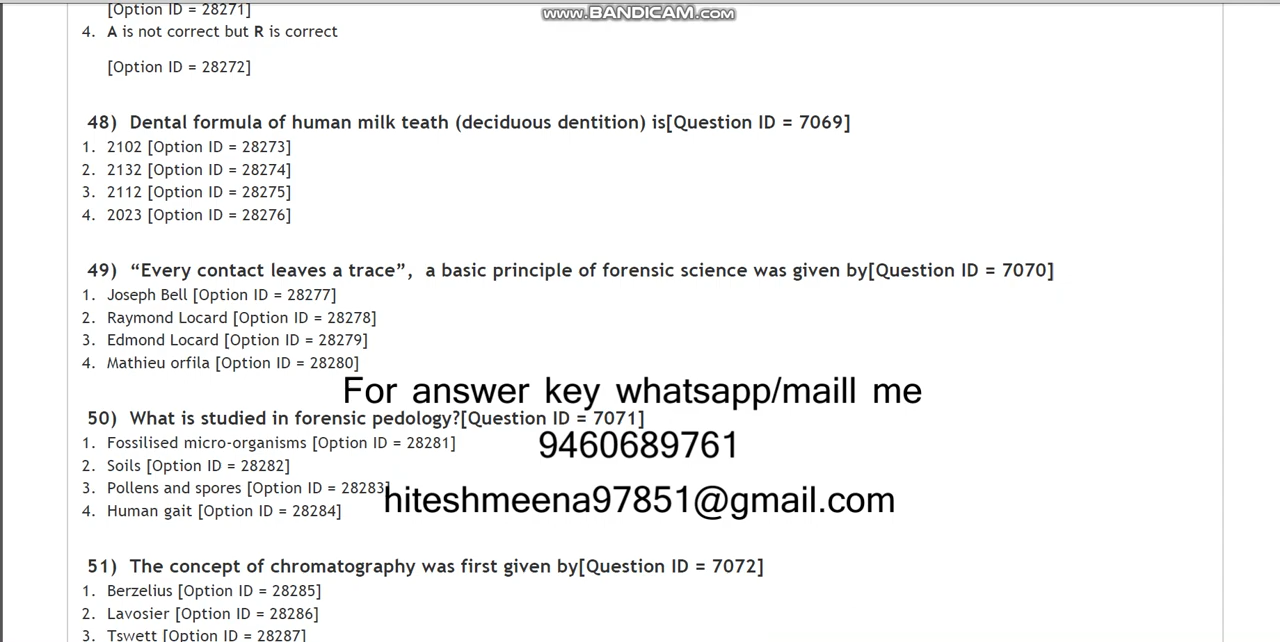 [Option ID = 28271]
www.BANDICAM.com
4. A is not correct but R is correct
[Option ID = 28272]
48) Dental formula of human milk teath (deciduous dentition) is[Question ID = 7069]
1. 2102 [Option ID = 28273]
2. 2132 [Option ID = 28274]
3. 2112 [Option ID = 28275]
4. 2023 [Option ID = 28276]
49) “Every contact leaves a trace”, a basic principle of forensic science was given by[Question ID = 7070]
1. Joseph Bell [Option ID = 28277]
2. Raymond Locard [Option ID = 28278]
3. Edmond Locard [Option ID = 28279]
4. Mathieu orfila [Option ID = 28280]
For answer key whatsapp/maill me
50) What is studied in forensic pedology?[Question ID = 7071]
1. Fossilised micro-organisms [Option ID = 28281]
9460689761
2. Soils [Option ID = 28282]
3. Pollens and spores [Option ID = 28283]
hiteshmeena97851@gmail.com
4. Human gait [Option ID = 28284]
51) The concept of chromatography was first given by[Question ID = 7072]
1. Berzelius [Option ID = 28285]
2. Lavosier [Option ID = 28286]
3. Tswett [Option ID = 28287]